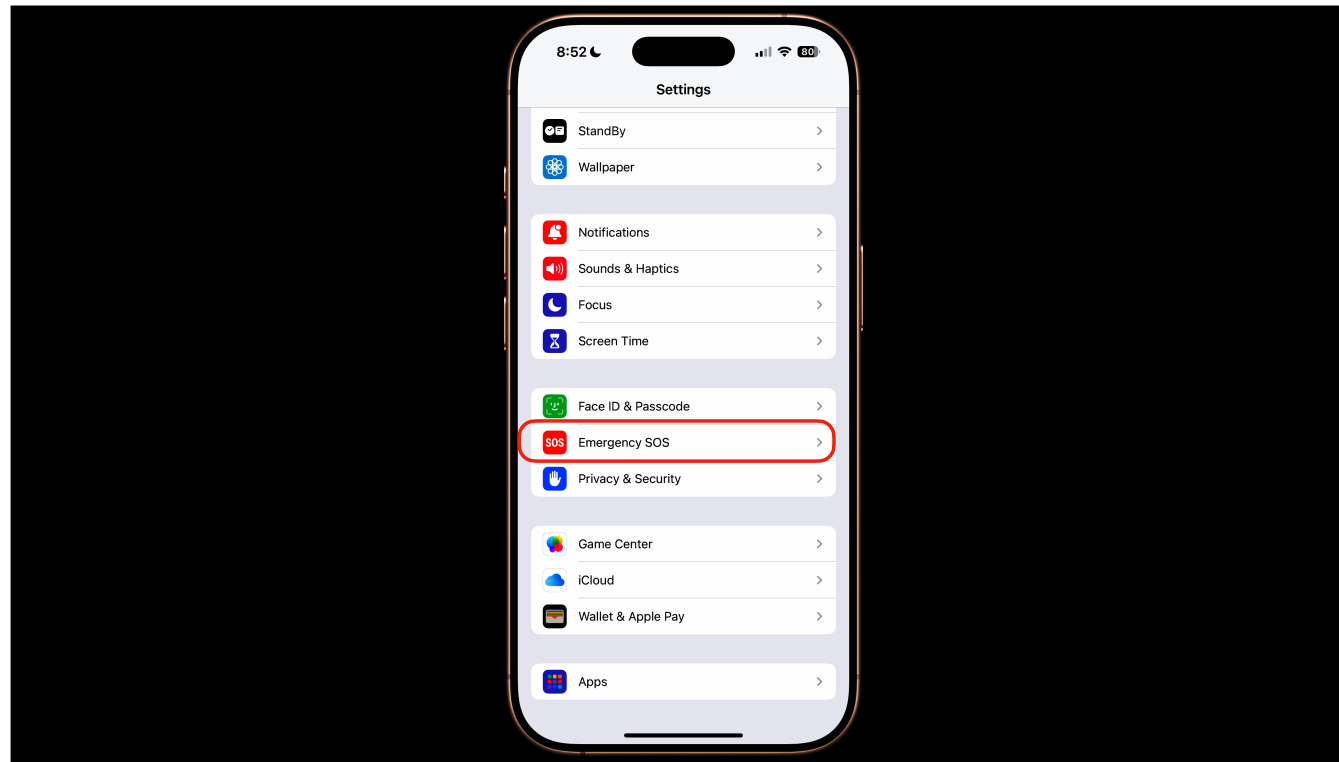 8:52
80
Settings
StandBy
Wallpaper
Notifications
Sounds & Haptics
Focus
Screen Time
Face ID & Passcode
SOS Emergency SOS
Privacy & Security
Game Center
iCloud
Wallet & Apple Pay
Apps